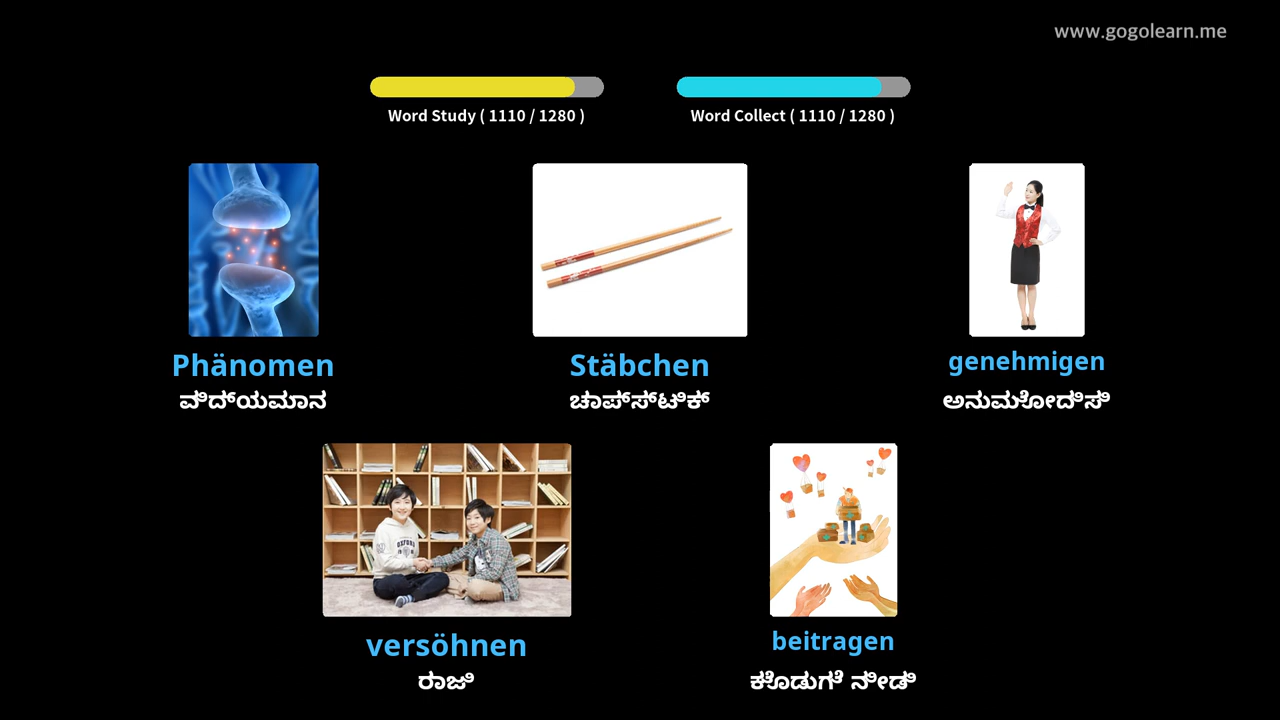 www.gogolearn.me
Word Study ( 1110 / 1280 )
Word Collect ( 1110 / 1280 )
Phänomen
ವಿದ್ಯಮಾನ
Stäbchen
ಚಾಪ್ಸ್ಟಿಕ್
genehmigen
ಅನುಮೋದಿಸಿ
versöhnen
ರಾಜಿ
beitragen
ಕೊಡುಗೆ ನೀಡಿ